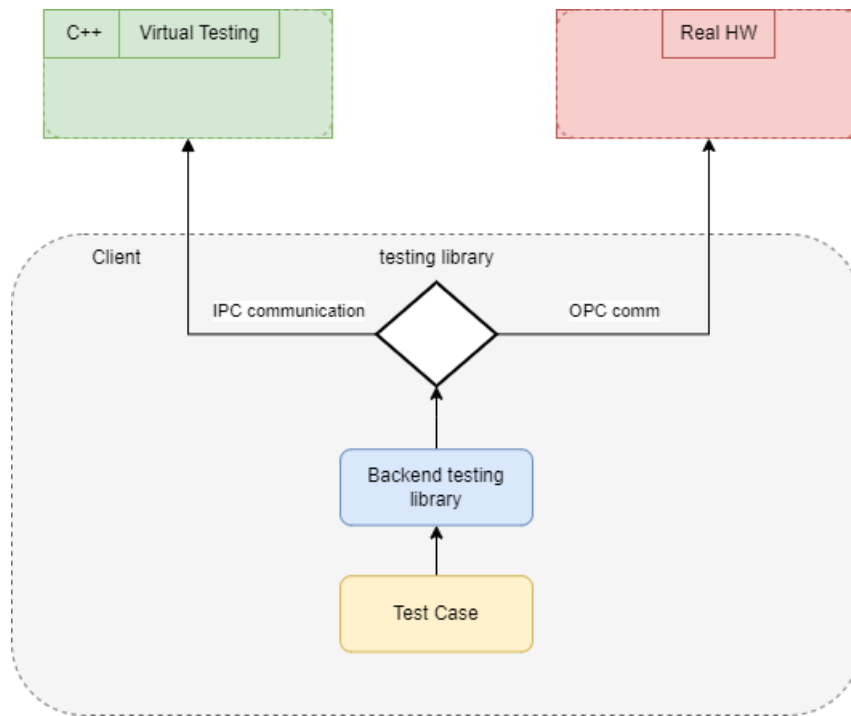 C++
Virtual Testing
Real HW
Client
testing library
IPC communication
OPC comm
Backend testing
library
Test Case